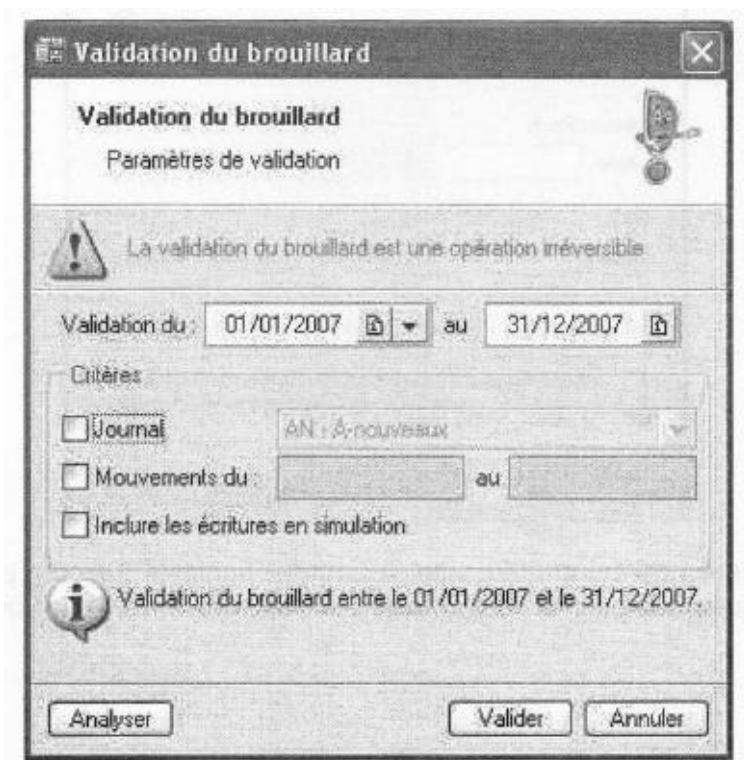 Validation du brouillard
Validation du brouillard
Paramètres de validation
La validation du brouillard est une opération irréversible
Validation du : 01/01/2007 au 31/12/2007
Critères
Journal AN : A-nouveaux
Mouvements du : au
Inclure les écritures en simulation
Validation du brouillard entre le 01/01/2007 et le 31/12/2007.
Analyser Valider Annuler